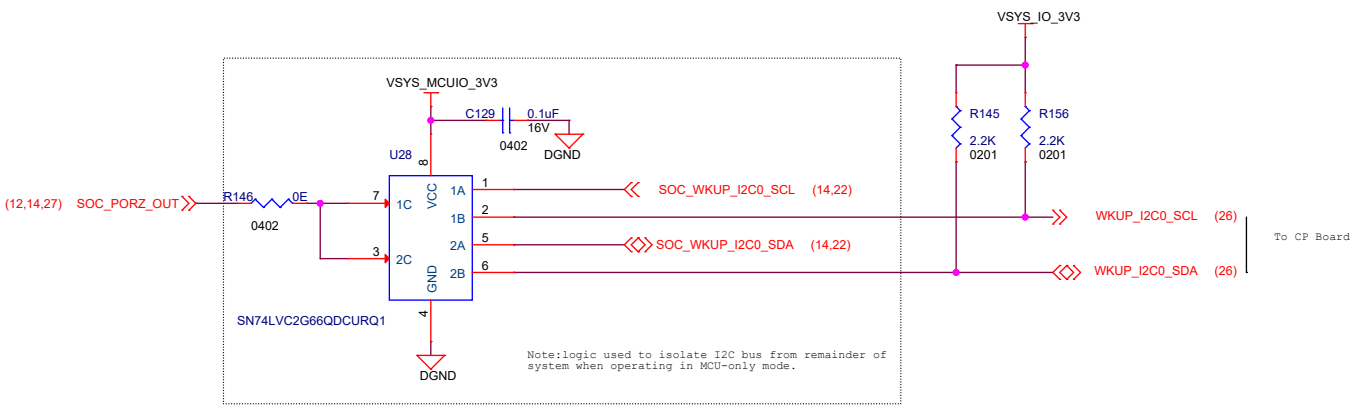 VSYS_IO_3V3
VSYS_MCUIO_3V3
C129 0.1uF
16V
0402
DGND
R145 R156
2.2K 2.2K
0201 0201
U28
8
VCC
(12,14,27) SOC_PORZ_OUT
R146 0E
0402
7 1C
3 2C
1A 1 SOC_WKUP_I2C0_SCL (14,22)
1B 2 WKUP_I2C0_SCL (26)
2A 5 SOC_WKUP_I2C0_SDA (14,22)
2B 6 WKUP_I2C0_SDA (26)
To CP Board
GND
4
SN74LVC2G66QDCURQ1
DGND
Note:logic used to isolate I2C bus from remainder of
system when operating in MCU-only mode.